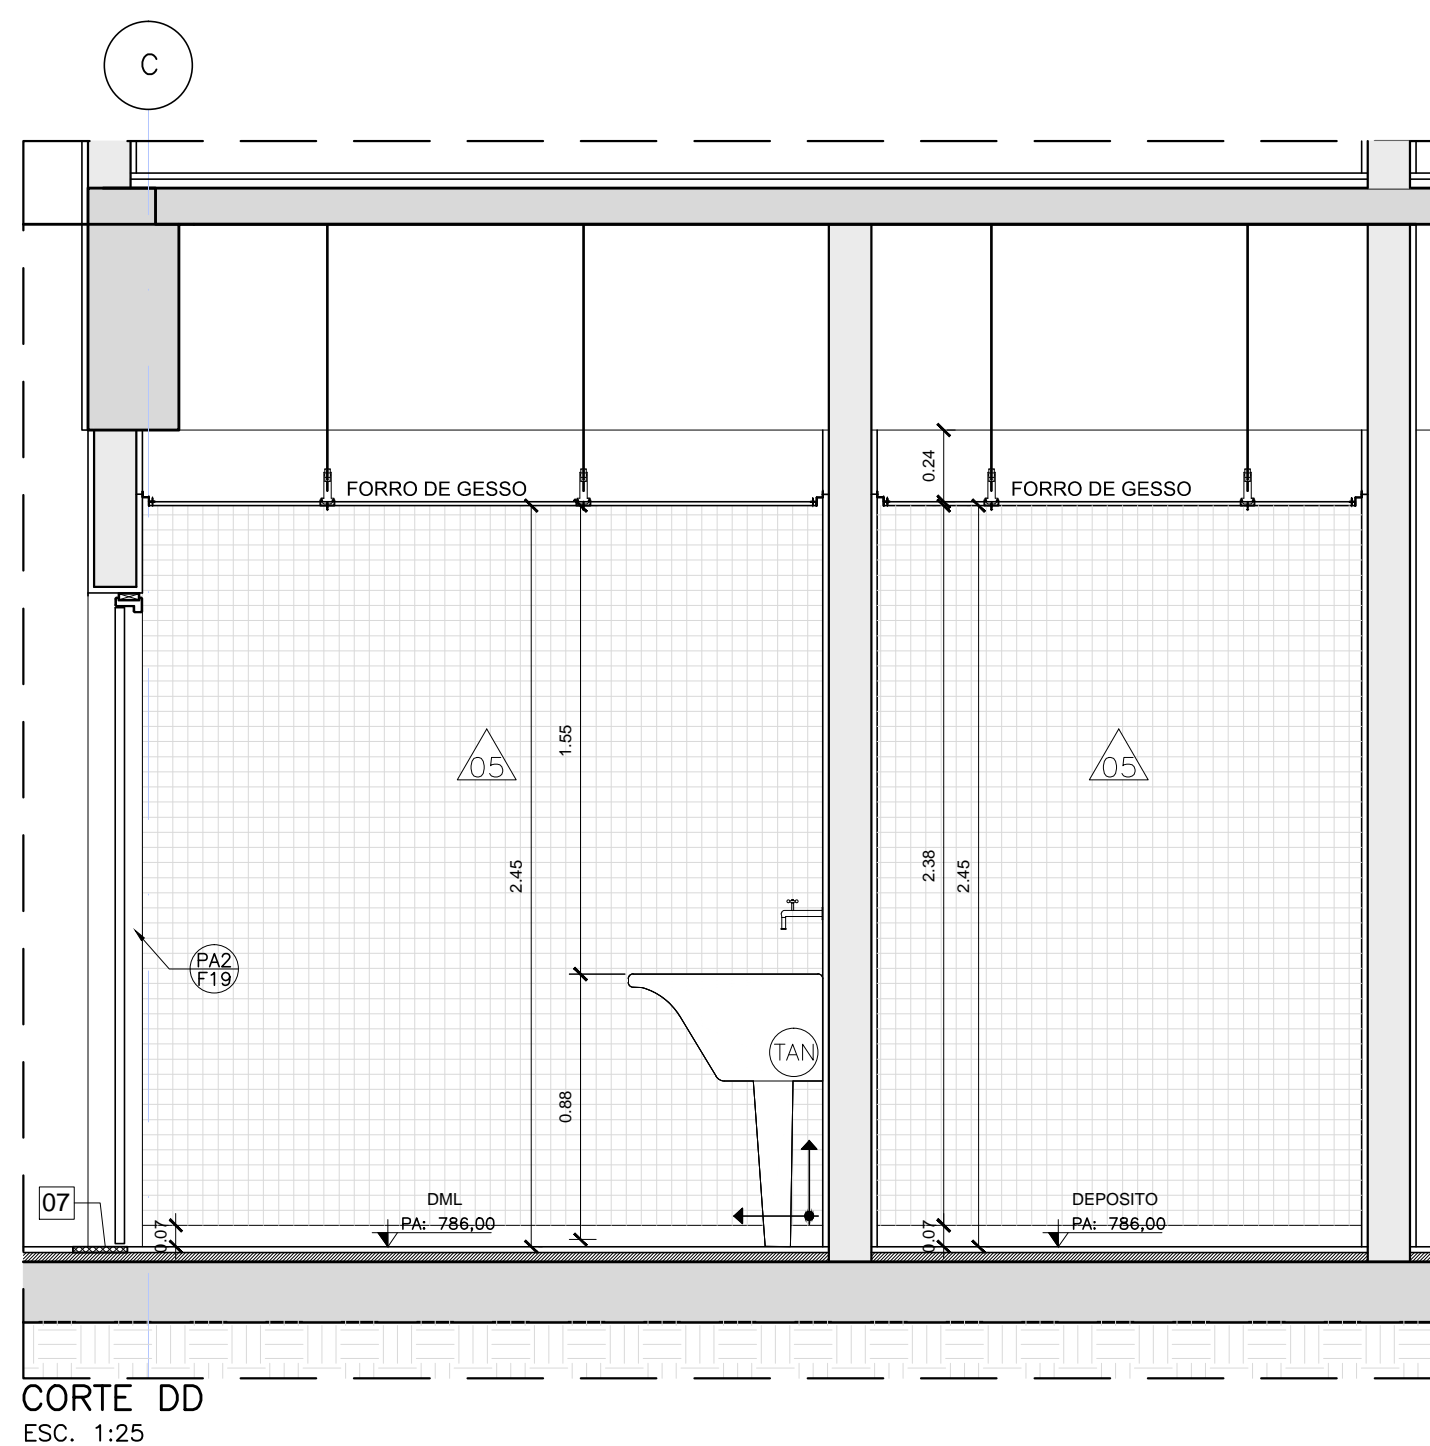 C
FORRO DE GESSO
FORRO DE GESSO
0.24
05
05
1.55
2.45
2.38
2.45
PA2
F19
TAN
0.88
07
DML
PA: 786,00
DEPOSITO
PA: 786,00
0.07
0.07
CORTE DD
ESC. 1:25